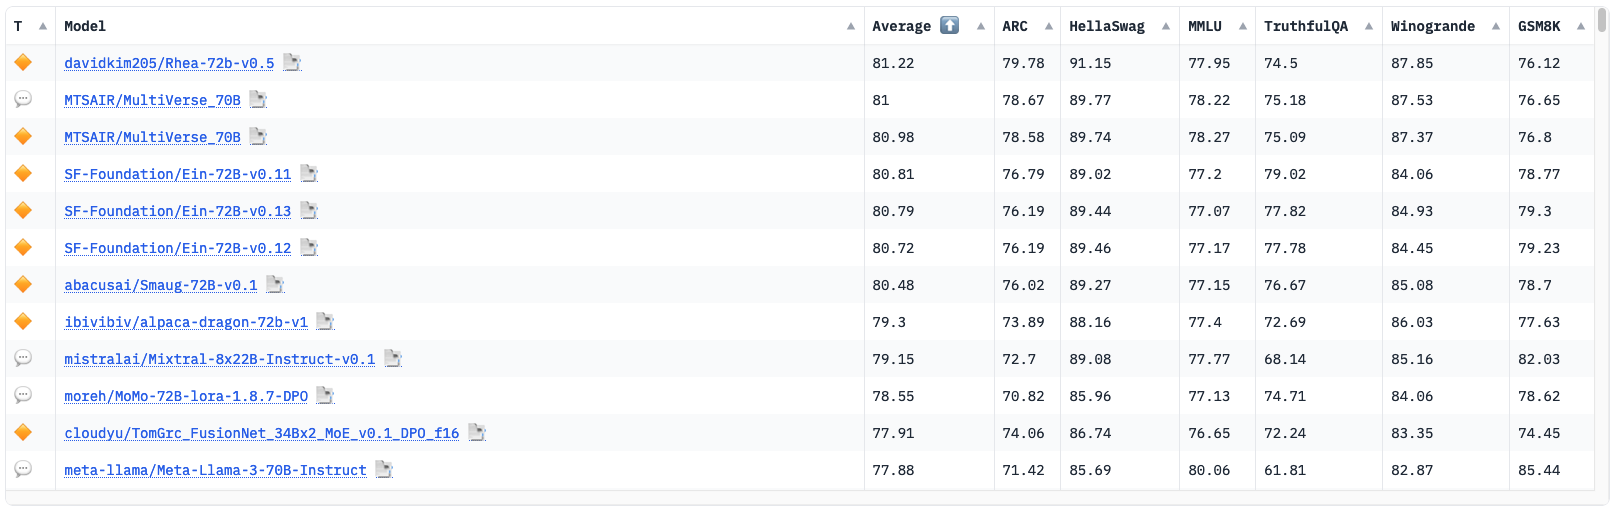 T Model Average ARC HellaSwag MMLU TruthfulQA Winogrande GSM8K
davidkim205/Rhea-72b-v0.5 81.22 79.78 91.15 77.95 74.5 87.85 76.12
MTSAIR/MultiVerse_70B 81 78.67 89.77 78.22 75.18 87.53 76.65
MTSAIR/MultiVerse_70B 80.98 78.58 89.74 78.27 75.09 87.37 76.8
SF-Foundation/Ein-72B-v0.11 80.81 76.79 89.02 77.2 79.02 84.06 78.77
SF-Foundation/Ein-72B-v0.13 80.79 76.19 89.44 77.07 77.82 84.93 79.3
SF-Foundation/Ein-72B-v0.12 80.72 76.19 89.46 77.17 77.78 84.45 79.23
abacusai/Smaug-72B-v0.1 80.48 76.02 89.27 77.15 76.67 85.08 78.7
ibivibiv/alpaca-dragon-72b-v1 79.3 73.89 88.16 77.4 72.69 86.03 77.63
mistralai/Mixtral-8x22B-Instruct-v0.1 79.15 72.7 89.08 77.77 68.14 85.16 82.03
moreh/MoMo-72B-lora-1.8.7-DPO 78.55 70.82 85.96 77.13 74.71 84.06 78.62
cloudyu/TomGrc_FusionNet_34Bx2_MoE_v0.1_DPO_f16 77.91 74.06 86.74 76.65 72.24 83.35 74.45
meta-llama/Meta-Llama-3-70B-Instruct 77.88 71.42 85.69 80.06 61.81 82.87 85.44